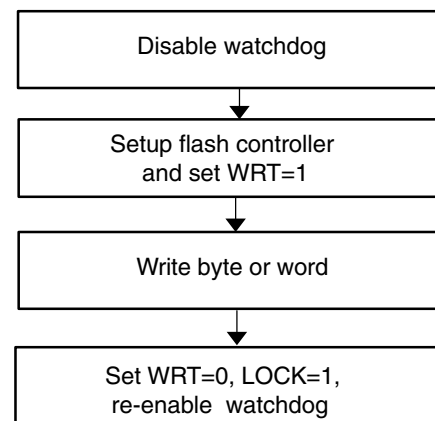 Disable watchdog
Setup flash controller
and set WRT=1
Write byte or word
Set WRT=0, LOCK=1,
re-enable watchdog